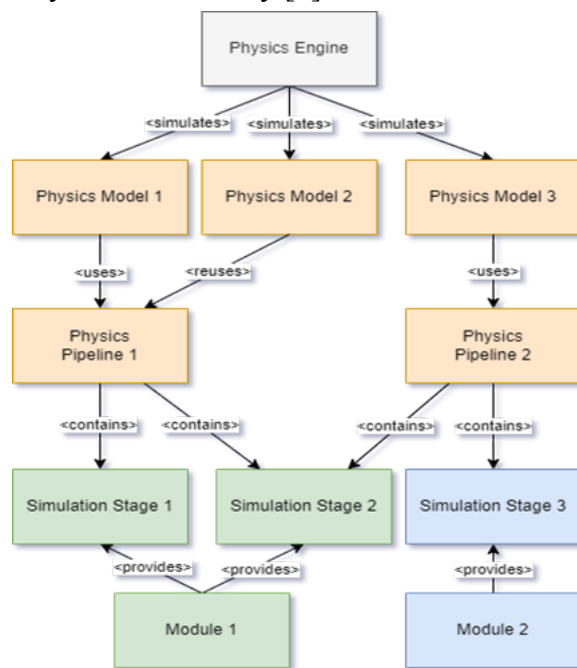 Physics Engine
<simulates>
<simulates>
<simulates>
Physics Model 1
Physics Model 2
Physics Model 3
<uses>
<reuses>
<uses>
Physics
Pipeline 1
Physics
Pipeline 2
<contains>
<contains>
<contains>
<contains>
Simulation Stage 1
Simulation Stage 2
Simulation Stage 3
<provides>
<provides>
<provides>
Module 1
Module 2